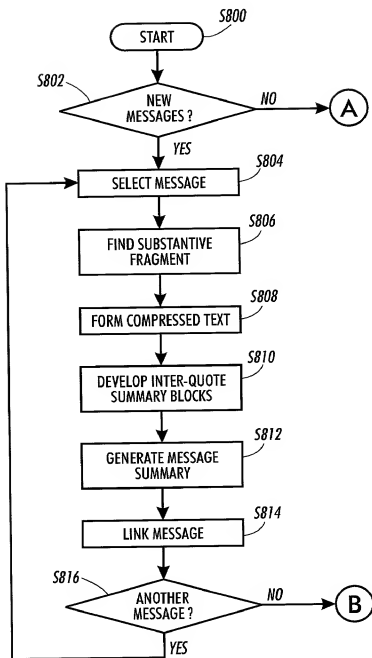 S800
START
S802
NEW
MESSAGES ?
NO
A
YES
S804
SELECT MESSAGE
S806
FIND SUBSTANTIVE
FRAGMENT
S808
FORM COMPRESSED TEXT
S810
DEVELOP INTER-QUOTE
SUMMARY BLOCKS
S812
GENERATE MESSAGE
SUMMARY
S814
LINK MESSAGE
S816
ANOTHER
MESSAGE ?
NO
B
YES